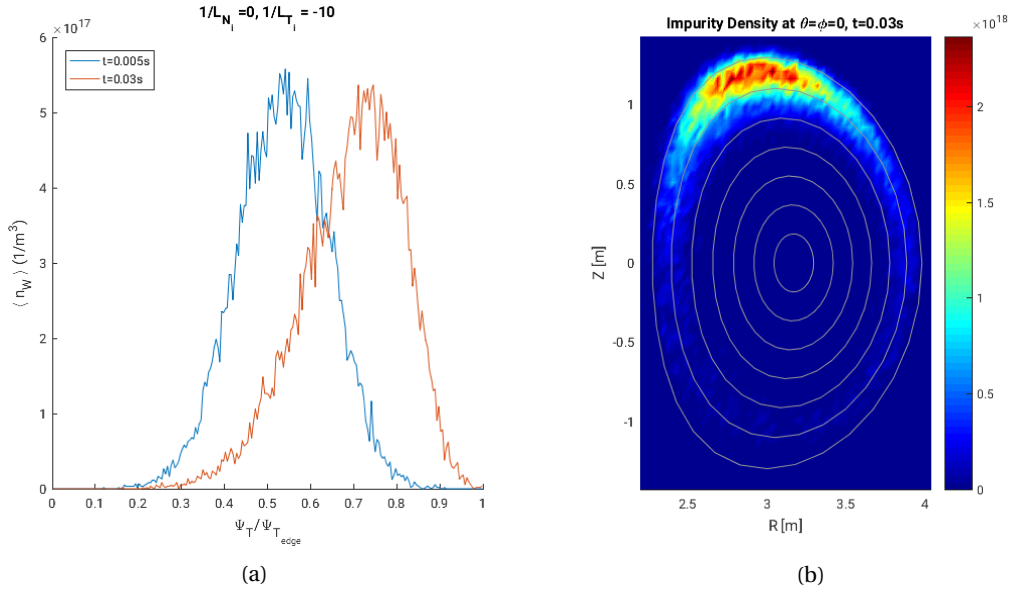 1/L_{N_i} =0, 1/L_{T_i} = -10
×10^17
6
5
4
3
2
1
0
⟨ n_W ⟩ (1/m^3)
t=0.005s
t=0.03s
0 0.1 0.2 0.3 0.4 0.5 0.6 0.7 0.8 0.9 1
Ψ_T/Ψ_{T_edge}
(a)
Impurity Density at θ=ϕ=0, t=0.03s
1
0.5
0
-0.5
-1
Z [m]
2.5 3 3.5 4
R [m]
×10^18
2
1.5
1
0.5
0
(b)